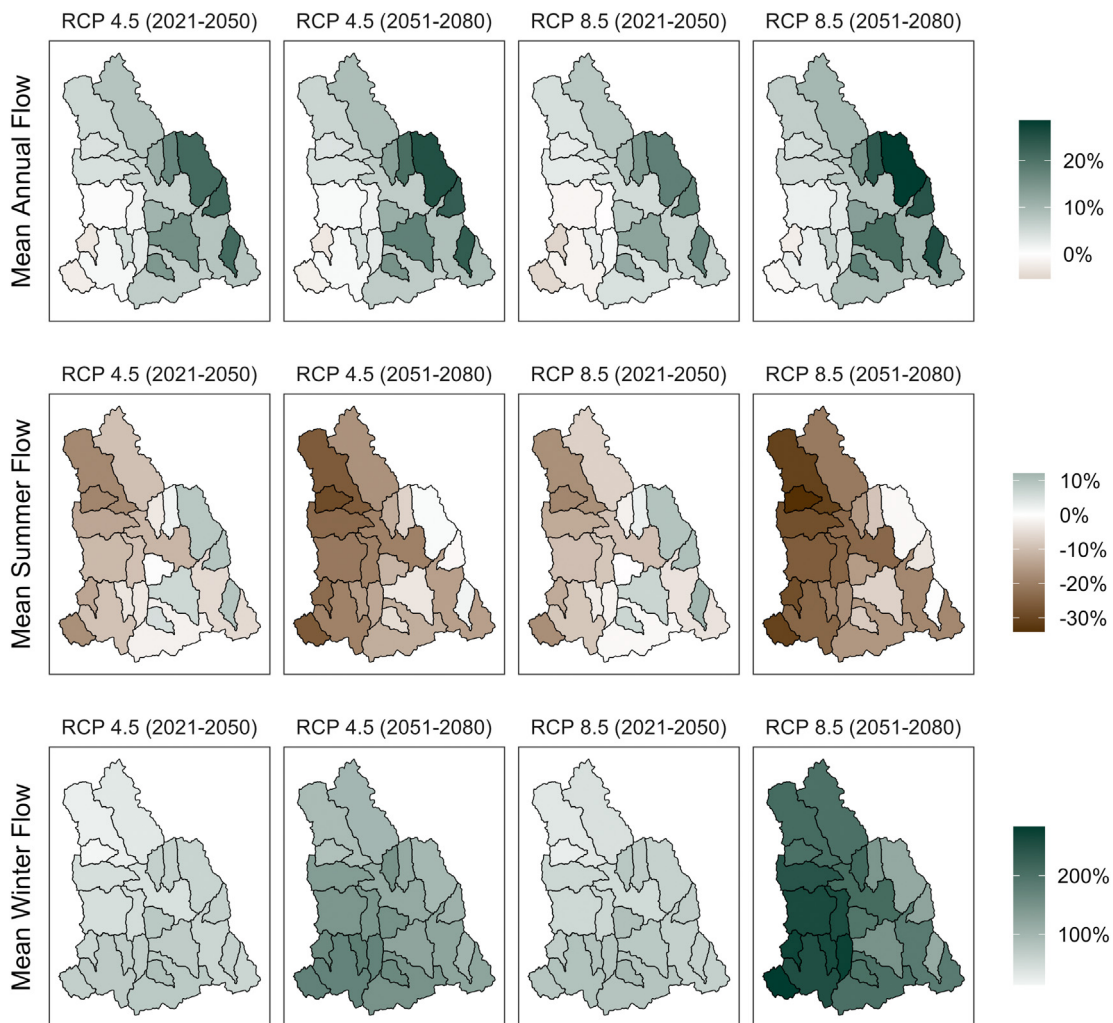 RCP 4.5 (2021-2050) RCP 4.5 (2051-2080) RCP 8.5 (2021-2050) RCP 8.5 (2051-2080)
Mean Annual Flow
20%
10%
0%
RCP 4.5 (2021-2050) RCP 4.5 (2051-2080) RCP 8.5 (2021-2050) RCP 8.5 (2051-2080)
Mean Summer Flow
10%
0%
-10%
-20%
-30%
RCP 4.5 (2021-2050) RCP 4.5 (2051-2080) RCP 8.5 (2021-2050) RCP 8.5 (2051-2080)
Mean Winter Flow
200%
100%